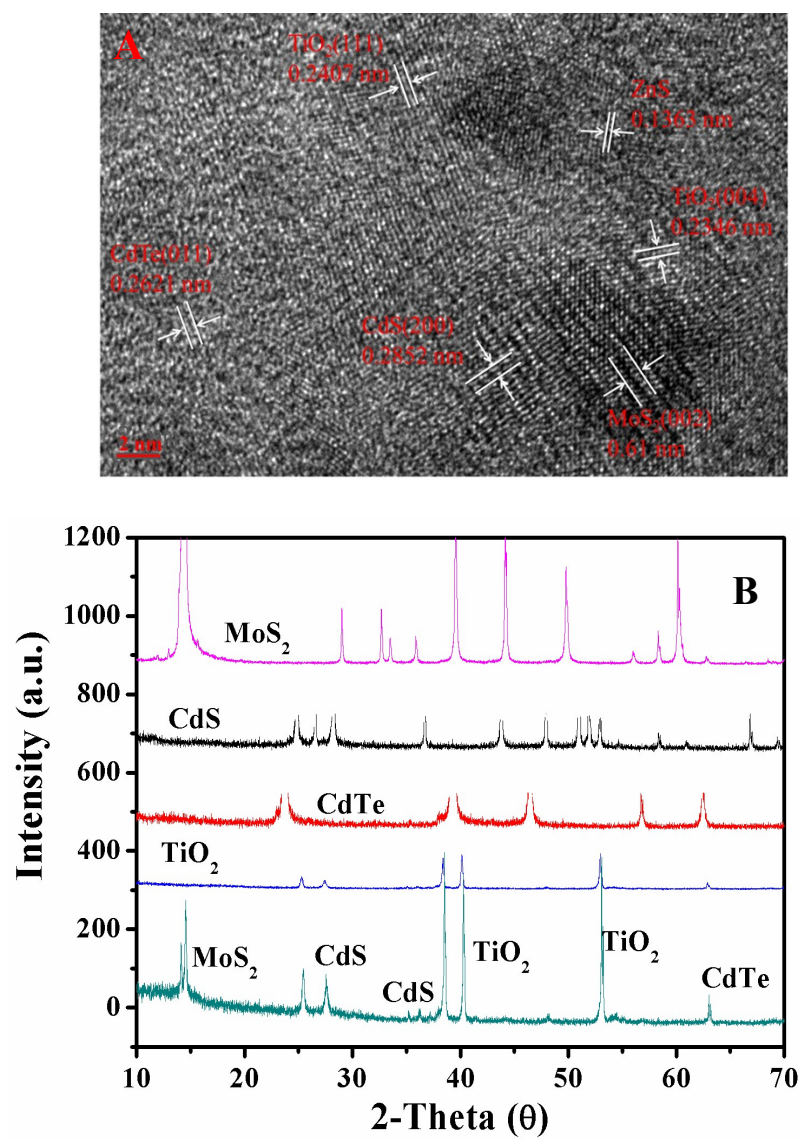 A
TiO₂(111)
0.2407 nm
ZnS
0.1363 nm
TiO₂(004)
0.2346 nm
CdTe(011)
0.2621 nm
CdS(200)
0.2852 nm
MoS₂(002)
0.61 nm
2 nm
B
1200
1000
800
600
400
200
0
Intensity (a.u.)
MoS₂
CdS
CdTe
TiO₂
MoS₂
CdS
CdS
TiO₂
TiO₂
CdTe
10 20 30 40 50 60 70
2-Theta (θ)